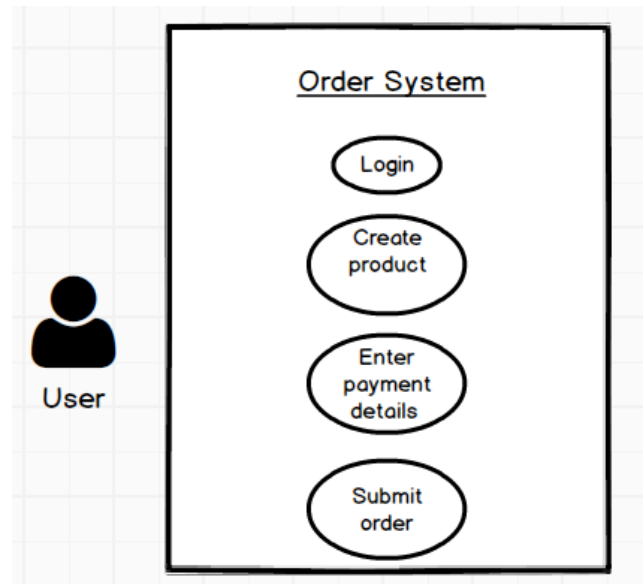 Order System
Login
Create
product
Enter
payment
details
User
Submit
order